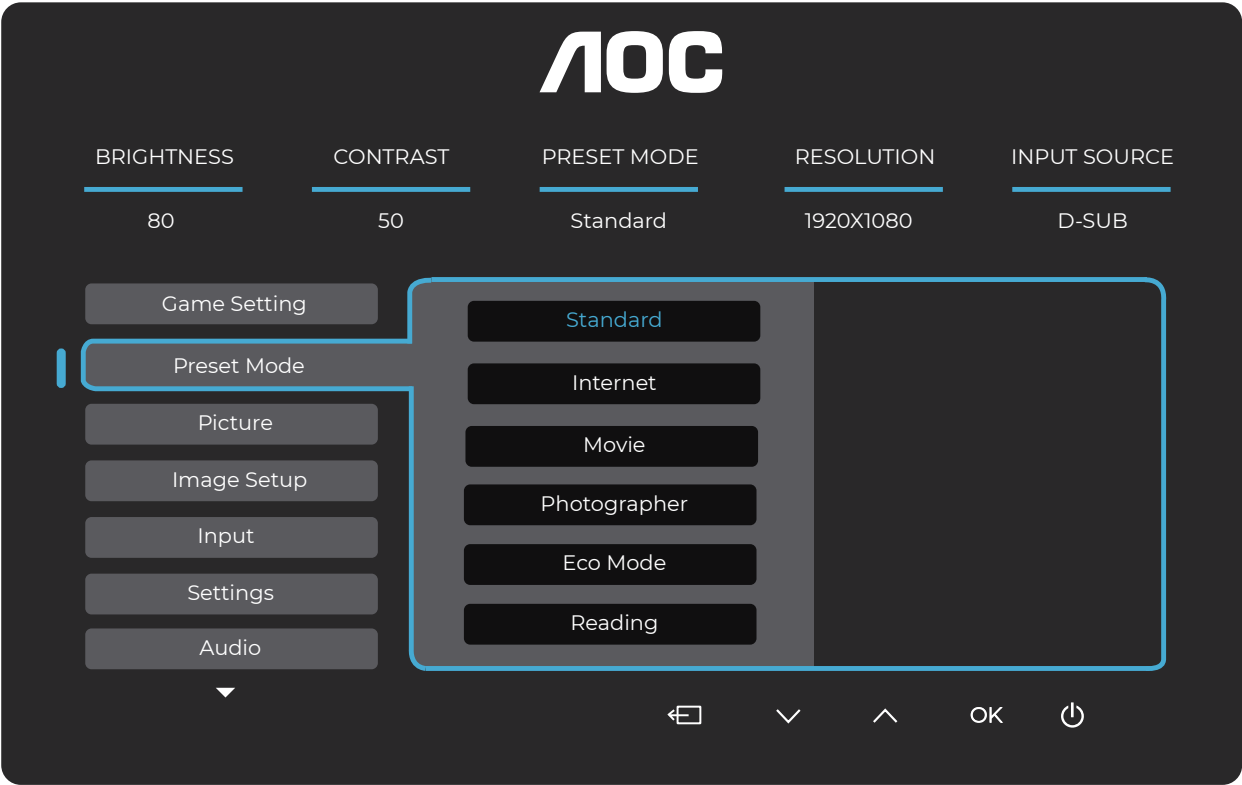 AOC
BRIGHTNESS CONTRAST PRESET MODE RESOLUTION INPUT SOURCE
80 50 Standard 1920X1080 D-SUB
Game Setting
Preset Mode
Picture
Image Setup
Input
Settings
Audio
Standard
Internet
Movie
Photographer
Eco Mode
Reading
OK